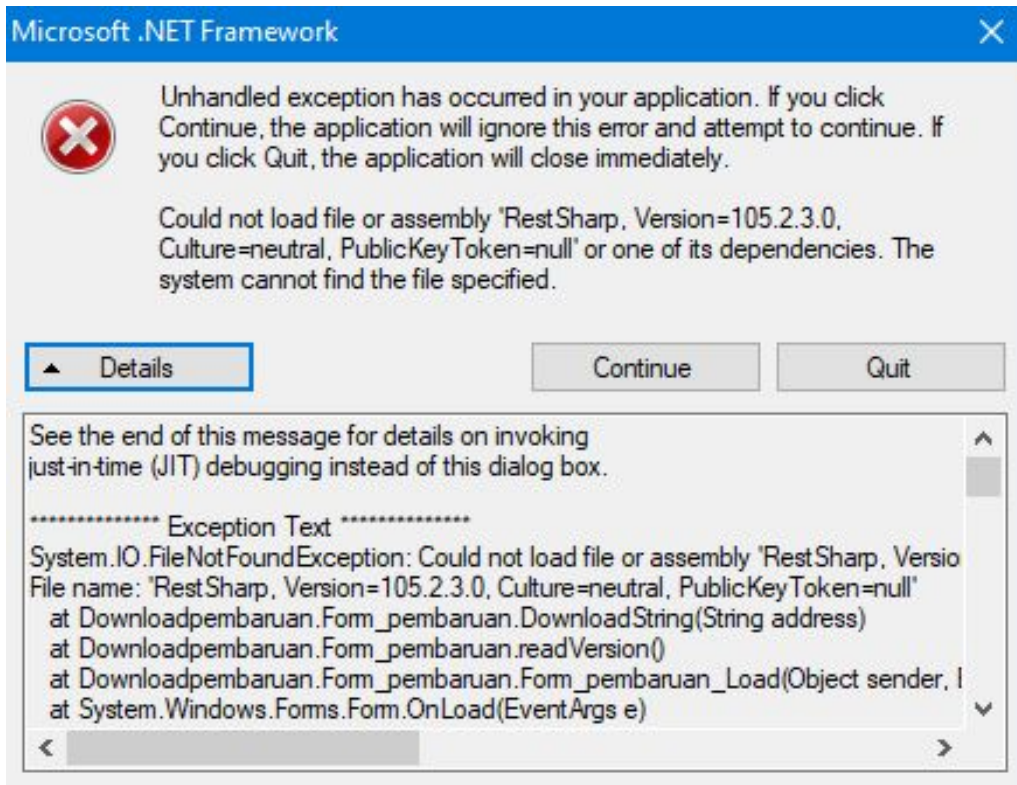 Microsoft .NET Framework
Unhandled exception has occurred in your application. If you click
Continue, the application will ignore this error and attempt to continue. If
you click Quit, the application will close immediately.
Could not load file or assembly 'RestSharp, Version=105.2.3.0,
Culture=neutral, PublicKeyToken=null' or one of its dependencies. The
system cannot find the file specified.
Details
Continue
Quit
See the end of this message for details on invoking
just-in-time (JIT) debugging instead of this dialog box.
************** Exception Text **************
System.IO.FileNotFoundException: Could not load file or assembly 'RestSharp, Versio
File name: 'RestSharp, Version=105.2.3.0, Culture=neutral, PublicKeyToken=null'
at Downloadpembaruan.Form_pembaruan.DownloadString(String address)
at Downloadpembaruan.Form_pembaruan.readVersion()
at Downloadpembaruan.Form_pembaruan.Form_pembaruan_Load(Object sender,
at System.Windows.Forms.Form.OnLoad(EventArgs e)